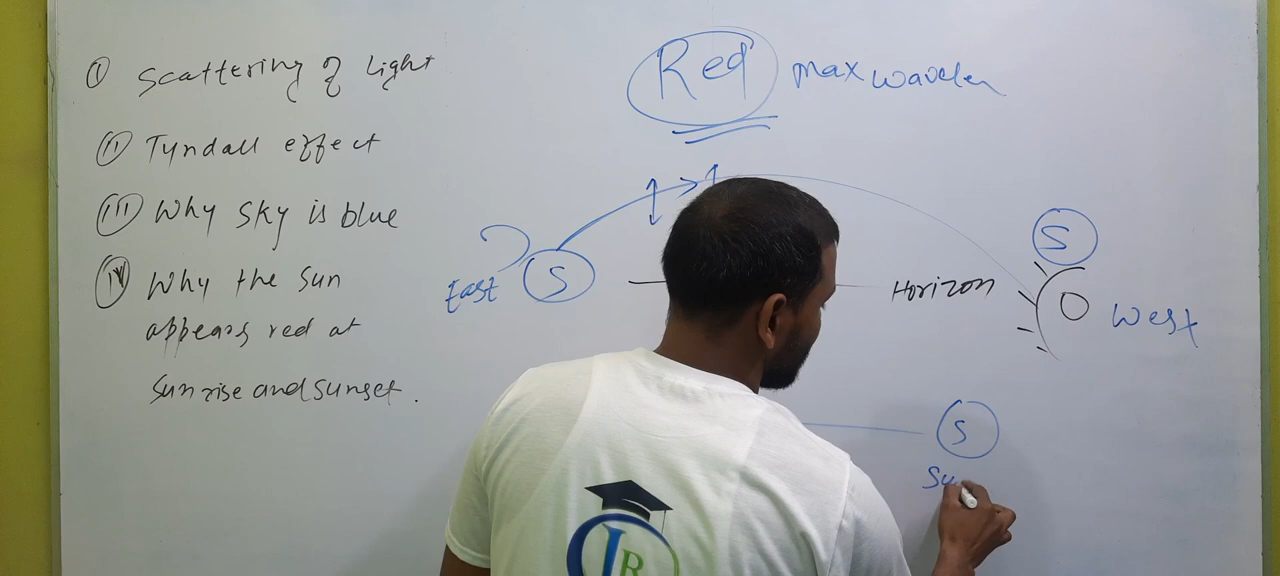 (i) Scattering of Light
(ii) Tyndall effect
(iii) Why sky is blue
(iv) Why the sun
appears red at
sunrise and sunset.
Red max wavelen
S
East S
Horizon
West
S
Su
IR